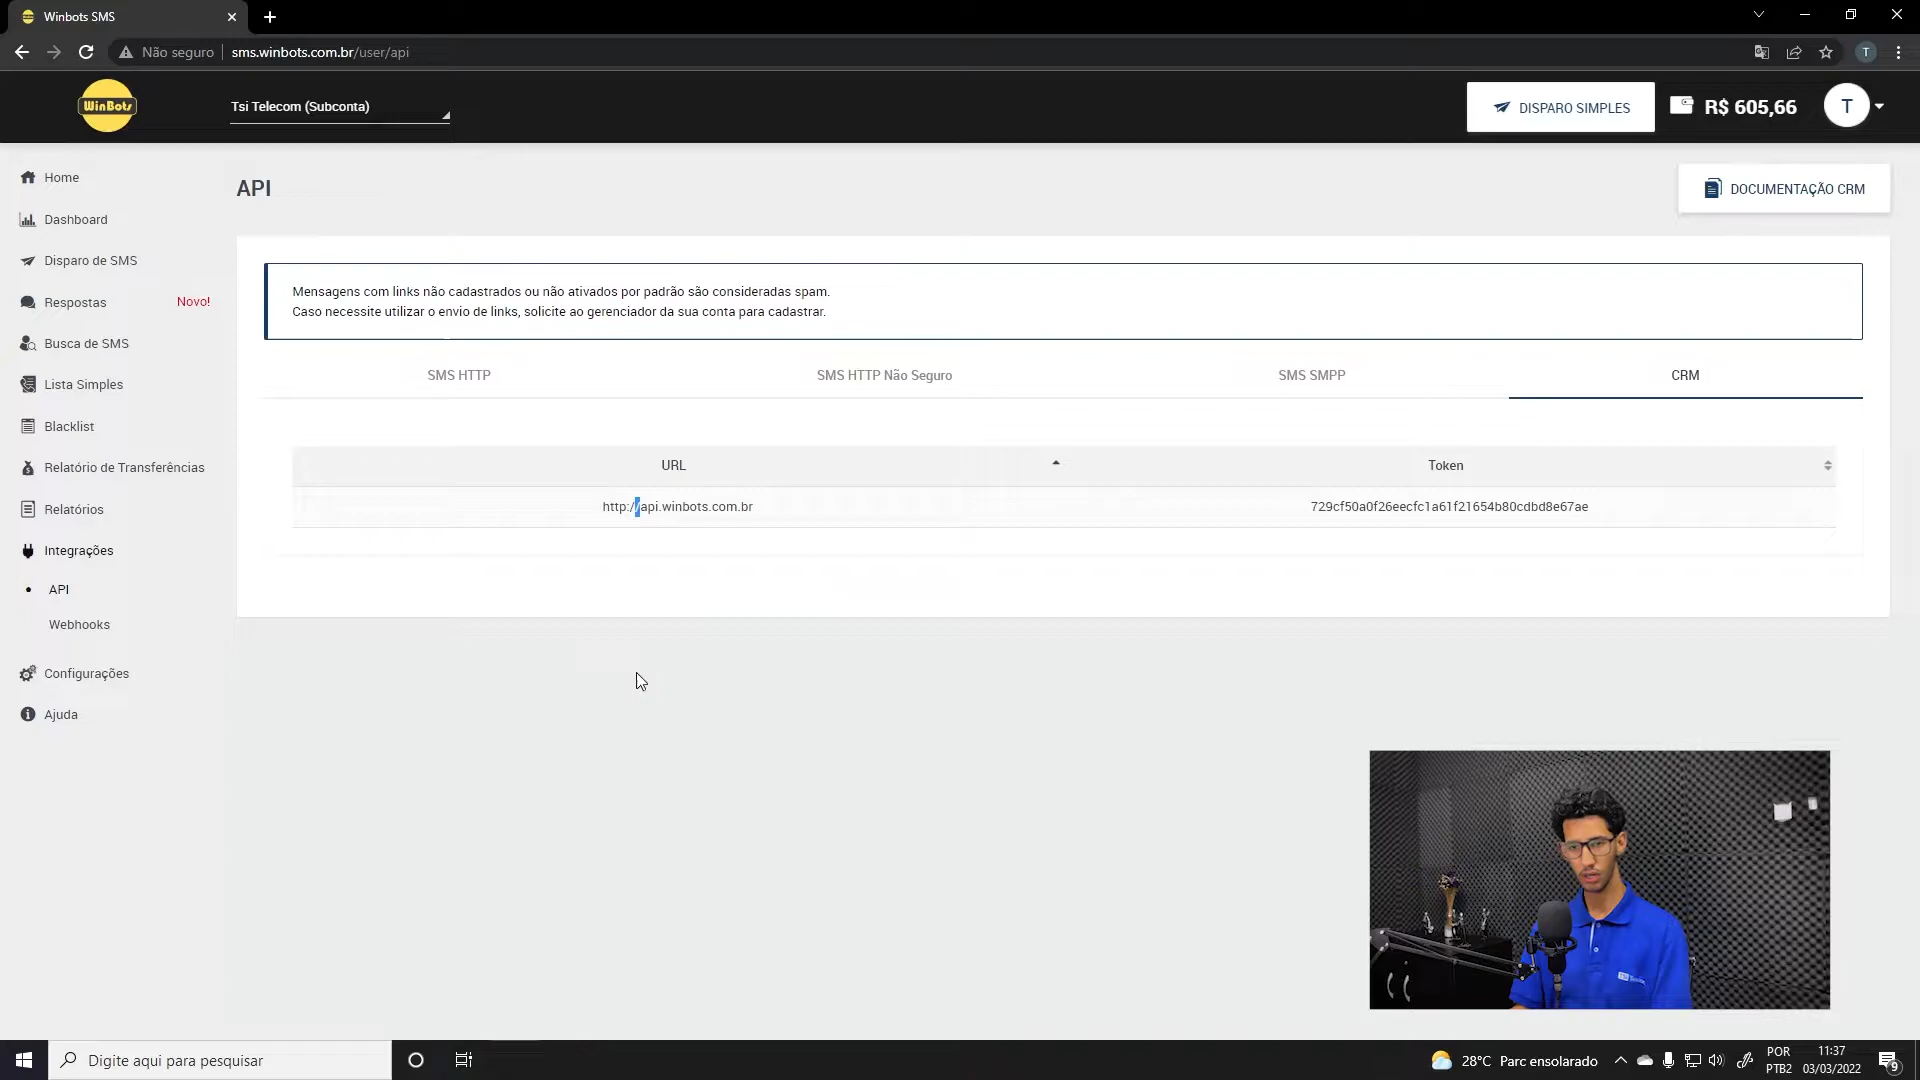 Winbots SMS
Não seguro
sms.winbots.com.br/user/api
T
WinBots
Tsi Telecom (Subconta)
DISPARO SIMPLES
R$ 605,66
T
Home
Dashboard
Disparo de SMS
Respostas
Novo!
Busca de SMS
Lista Simples
Blacklist
Relatório de Transferências
Relatórios
Integrações
API
Webhooks
Configurações
Ajuda
API
DOCUMENTAÇÃO CRM
Mensagens com links não cadastrados ou não ativados por padrão são consideradas spam.
Caso necessite utilizar o envio de links, solicite ao gerenciador da sua conta para cadastrar.
SMS HTTP
SMS HTTP Não Seguro
SMS SMPP
CRM
URL
Token
http://api.winbots.com.br
729cf50a0f26eecfc1a61f21654b80cdbd8e67ae
Digite aqui para pesquisar
28°C Parc ensolarado
POR
PTB2
11:37
03/03/2022
9